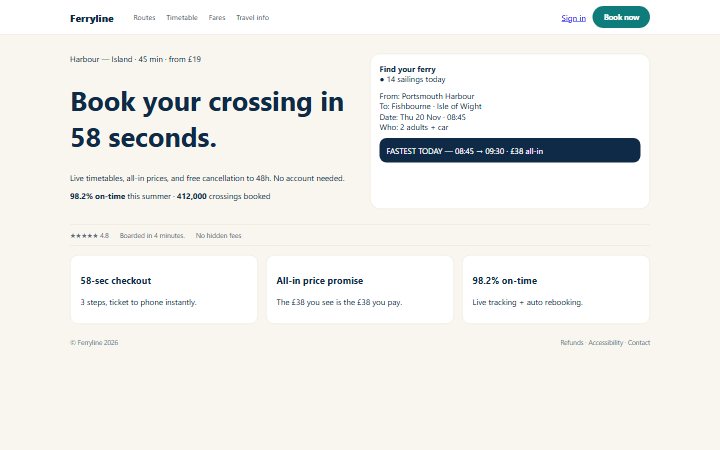 Ferryline
Routes Timetable Fares Travel info
Sign in
Book now
Harbour — Island · 45 min · from £19
Book your crossing in
58 seconds.
Live timetables, all-in prices, and free cancellation to 48h. No account needed.
98.2% on-time this summer · 412,000 crossings booked
Find your ferry
● 14 sailings today
From: Portsmouth Harbour
To: Fishbourne · Isle of Wight
Date: Thu 20 Nov · 08:45
Who: 2 adults + car
FASTEST TODAY — 08:45 → 09:30 · £38 all-in
★★★★★ 4.8 Boarded in 4 minutes. No hidden fees
58-sec checkout
3 steps, ticket to phone instantly.
All-in price promise
The £38 you see is the £38 you pay.
98.2% on-time
Live tracking + auto rebooking.
© Ferryline 2026
Refunds · Accessibility · Contact